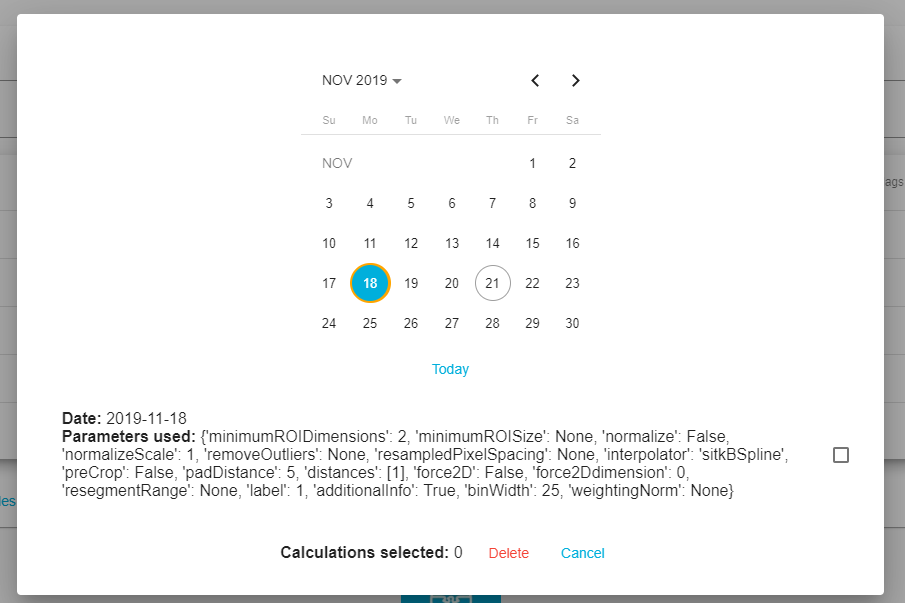 NOV 2019
Su Mo Tu We Th Fr Sa
NOV 1 2
3 4 5 6 7 8 9
10 11 12 13 14 15 16
17 18 19 20 21 22 23
24 25 26 27 28 29 30
Today
Date: 2019-11-18
Parameters used: {'minimumROIDimensions': 2, 'minimumROISize': None, 'normalize': False,
'normalizeScale': 1, 'removeOutliers': None, 'resampledPixelSpacing': None, 'interpolator': 'sitkBSpline',
'preCrop': False, 'padDistance': 5, 'distances': [1], 'force2D': False, 'force2Ddimension': 0,
'resegmentRange': None, 'label': 1, 'additionalInfo': True, 'binWidth': 25, 'weightingNorm': None}
Calculations selected: 0 Delete Cancel